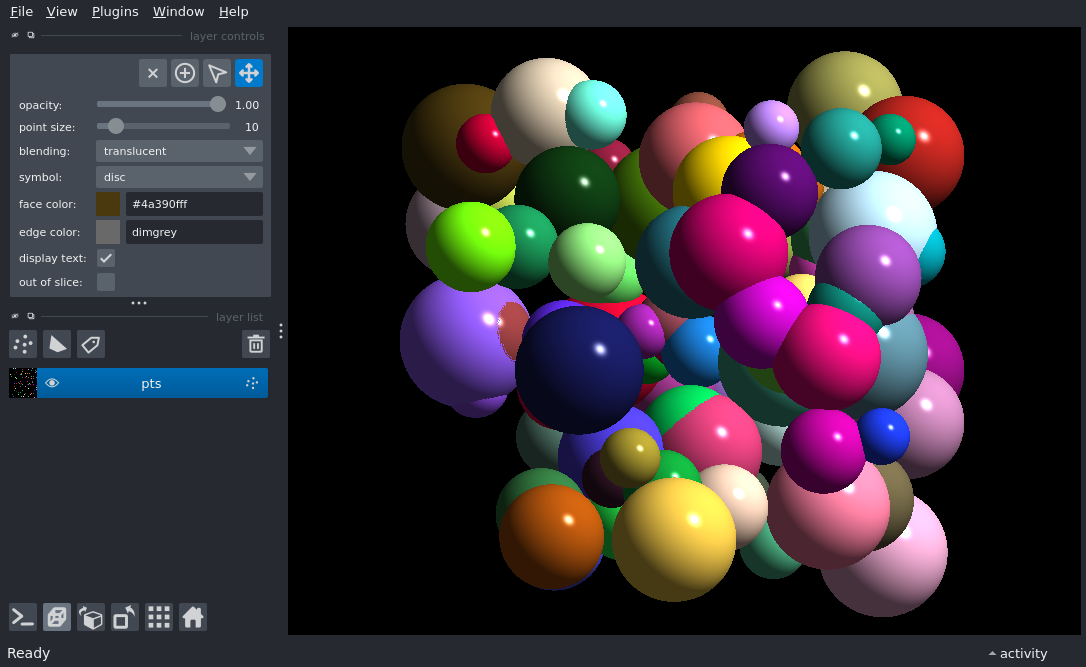 File View Plugins Window Help
layer controls
opacity: 1.00
point size: 10
blending: translucent
symbol: disc
face color: #4a390fff
edge color: dimgrey
display text:
out of slice:
layer list
pts
Ready
activity